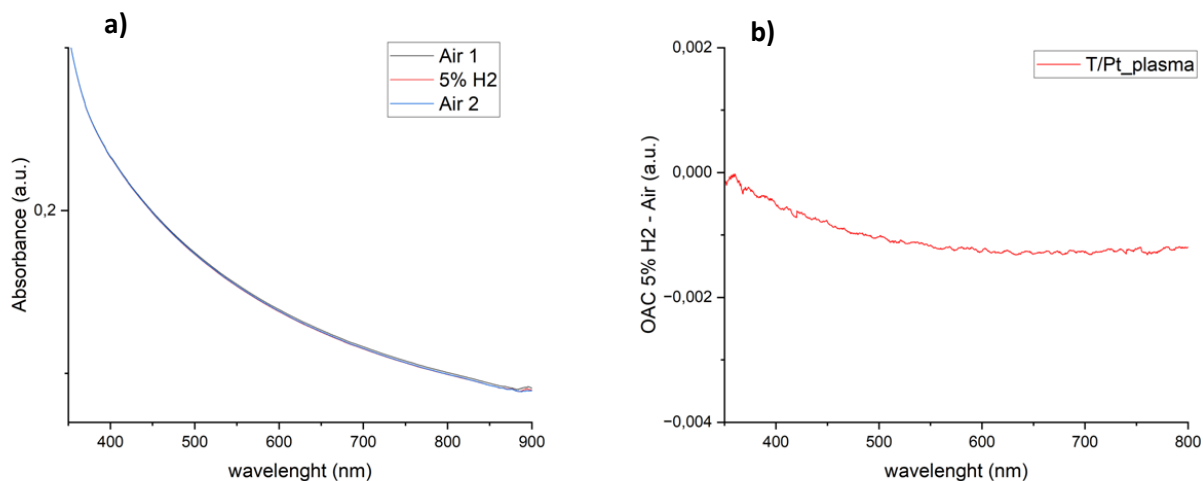 a)
Air 1
5% H2
Air 2
Absorbance (a.u.)
0,2
400
500
600
700
800
900
wavelenght (nm)
b)
0,002
T/Pt_plasma
0,000
−0,002
−0,004
OAC 5% H2 - Air (a.u.)
400
500
600
700
800
wavelenght (nm)